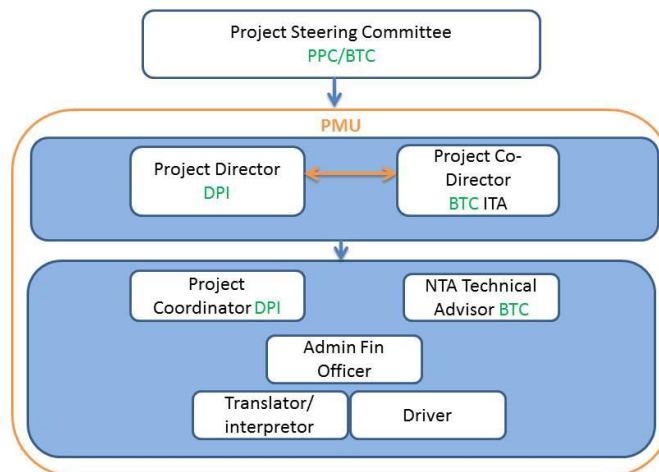 Project Steering Committee
PPC/BTC
PMU
Project Director
DPI
Project Co-
Director
BTC ITA
Project
Coordinator DPI
NTA Technical
Advisor BTC
Admin Fin
Officer
Translator/
interpretor
Driver